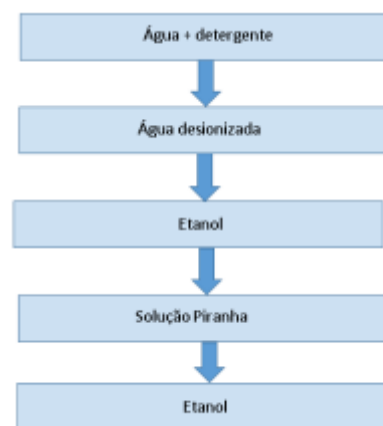 Água + detergente
Água desionizada
Etanol
Solução Piranha
Etanol